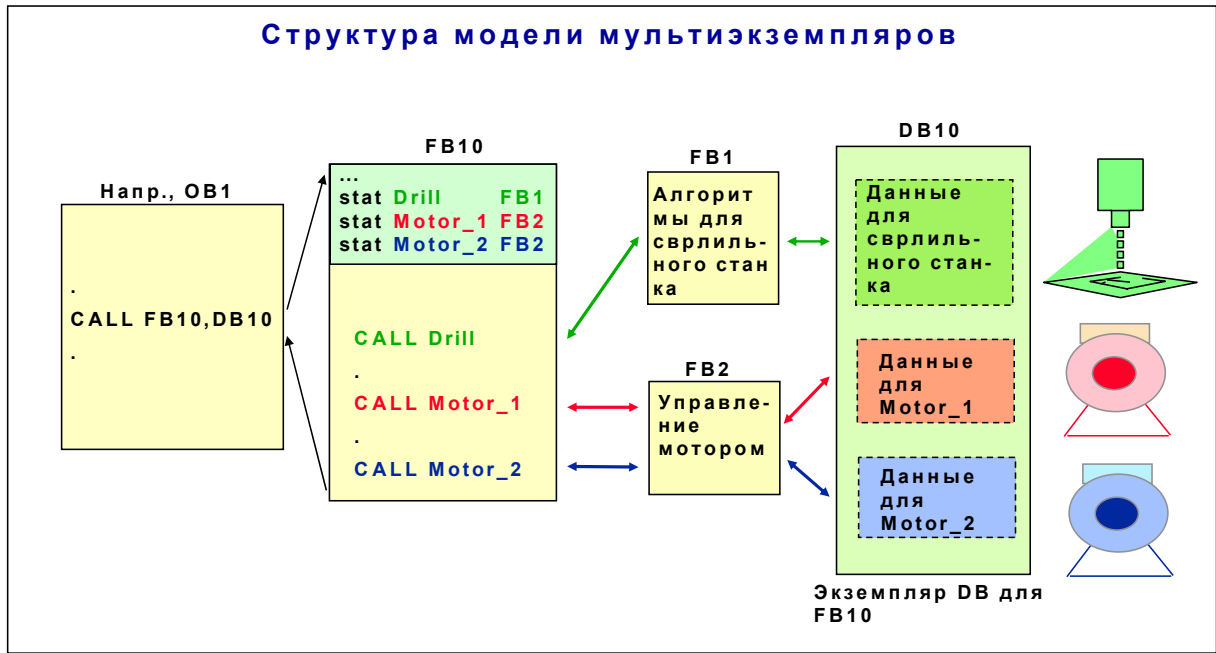 Структура модели мультиэкземпляров
Напр., OB1
.
CALL FB10,DB10
.
FB10
...
stat Drill FB1
stat Motor_1 FB2
stat Motor_2 FB2
CALL Drill
.
CALL Motor_1
.
CALL Motor_2
FB1
Алгорит
мы для
сврлиль-
ного стан
ка
FB2
Управле-
ние
мотором
DB10
Данные
для
сврлиль-
ного стан-
ка
Данные
для
Motor_1
Данные
для
Motor_2
Экземпляр DB для
FB10